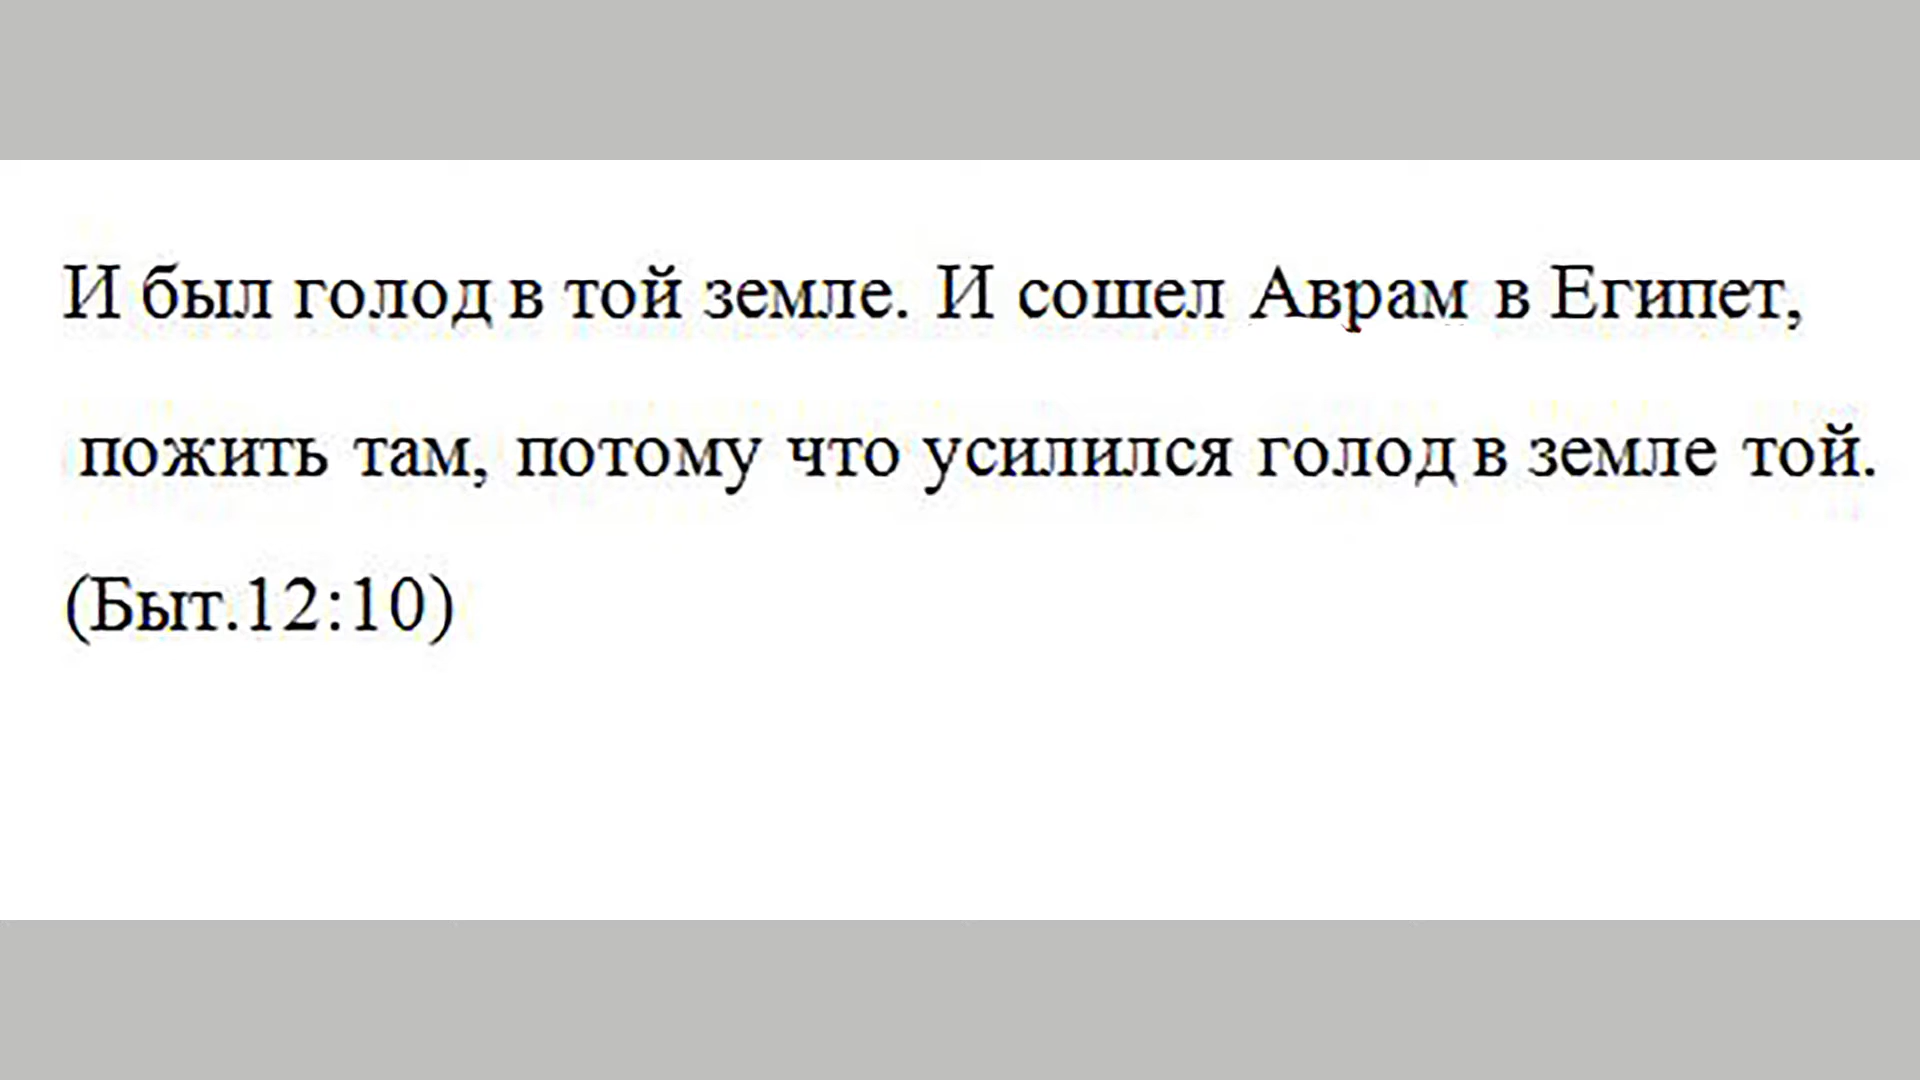 И был голод в той земле. И сошел Аврам в Египет,
пожить там, потому что усилился голод в земле той.
(Быт.12:10)